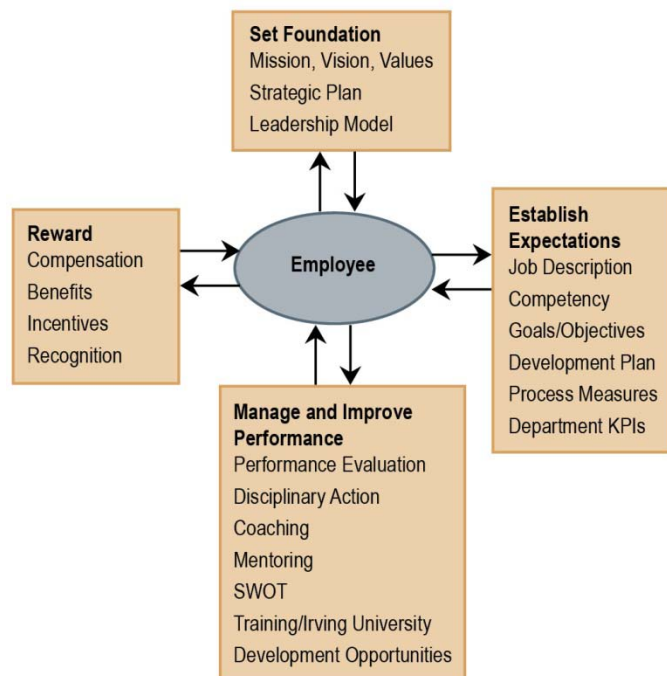 Set Foundation
Mission, Vision, Values
Strategic Plan
Leadership Model
Reward
Compensation
Benefits
Incentives
Recognition
Employee
Establish
Expectations
Job Description
Competency
Goals/Objectives
Development Plan
Process Measures
Department KPIs
Manage and Improve
Performance
Performance Evaluation
Disciplinary Action
Coaching
Mentoring
SWOT
Training/Irving University
Development Opportunities